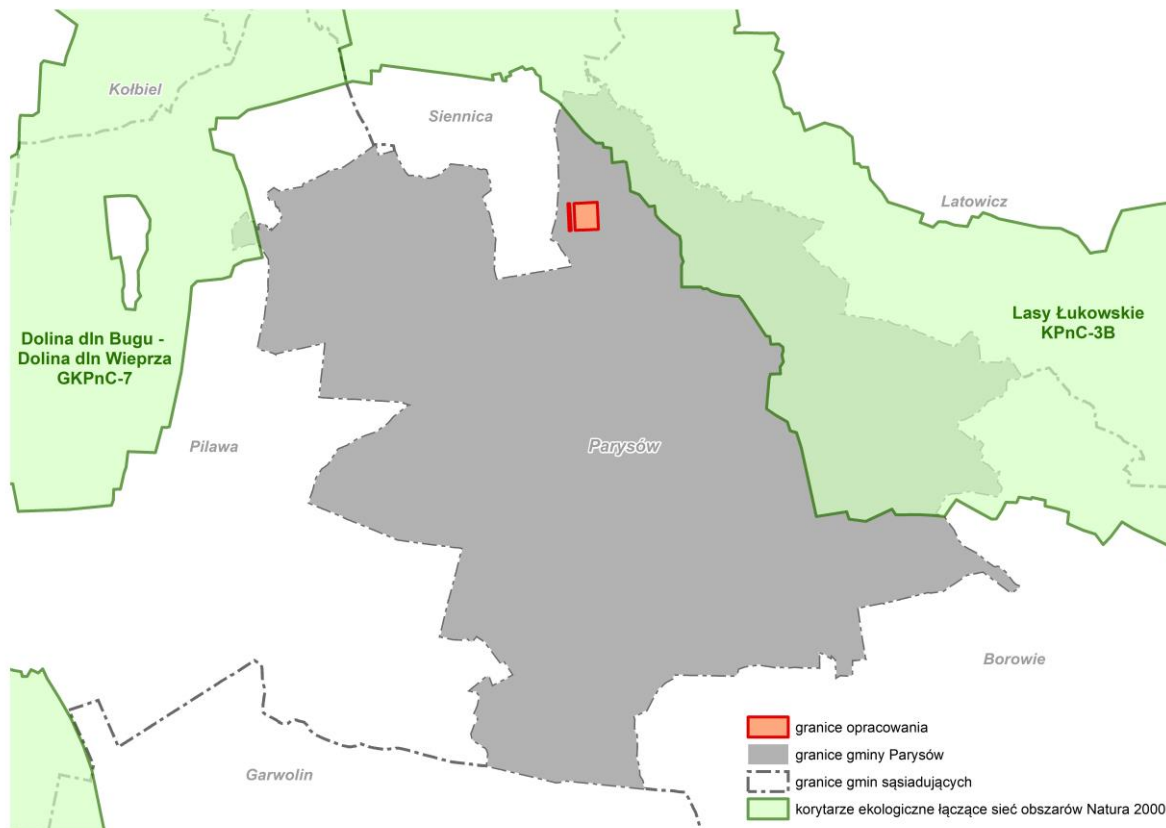 Kołbiel
Siennica
Latowicz
Dolina dln Bugu -
Dolina dln Wieprza
GKPnC-7
Lasy Łukowskie
KPnC-3B
Pilawa
Parysów
Borowie
Garwolin
granice opracowania
granice gminy Parysów
granice gmin sąsiadujących
korytarze ekologiczne łączące sieć obszarów Natura 2000